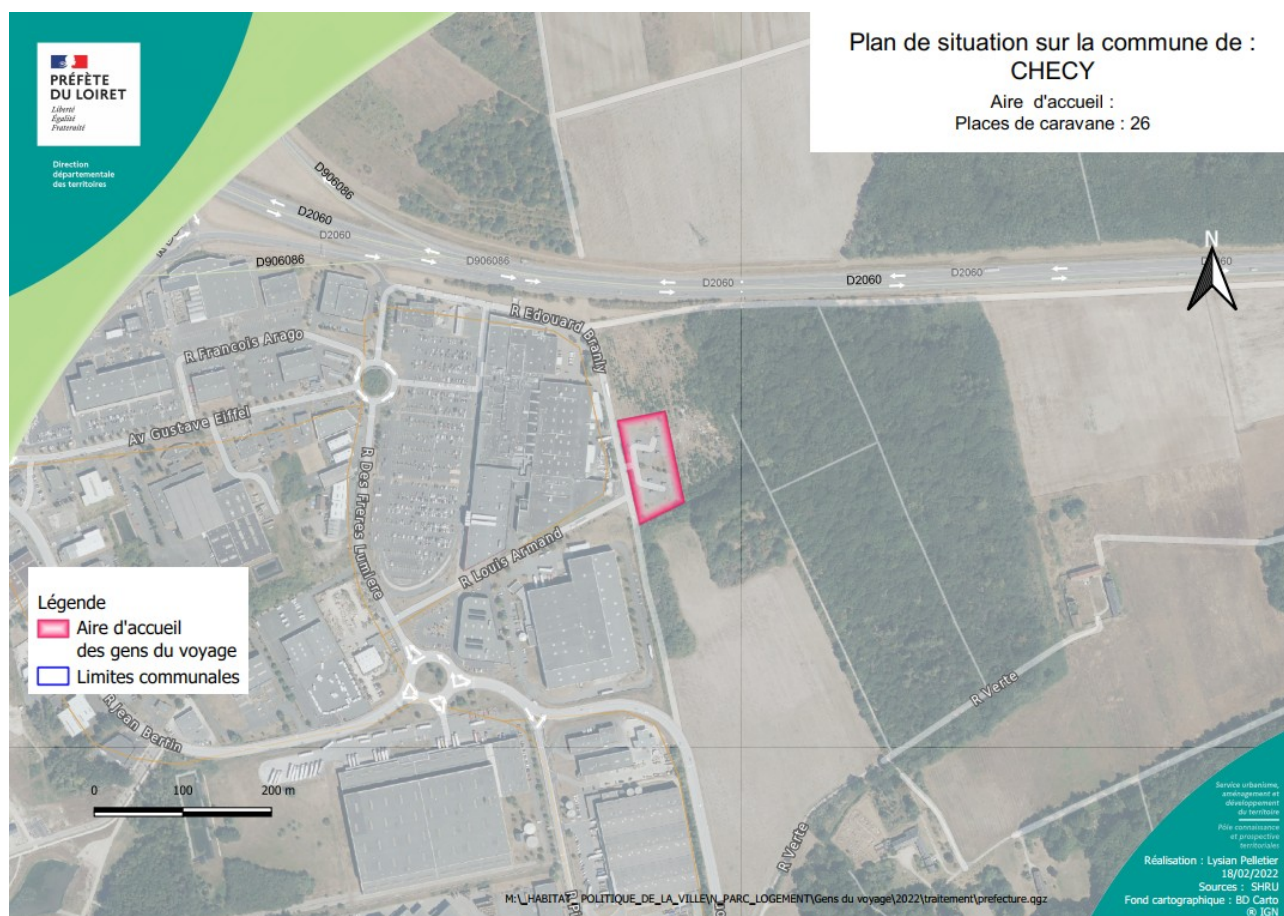 PRÉFÈTE
DU LOIRET
Liberté
Égalité
Fraternité
Direction
départementale
des territoires
Plan de situation sur la commune de :
CHECY
Aire d'accueil :
Places de caravane : 26
D906086
D2060
D2060
D906086
D906086
D2060
D2060
D2060
D2060
N
R Edouard Branly
R Francois Arago
Av Gustave Eiffel
R Des Freres Lumiere
R Louis Armand
R Jean Bertin
R Verte
R Verte
Légende
Aire d'accueil
des gens du voyage
Limites communales
0 100 200 m
Service urbanisme,
aménagement et
développement
du territoire
Pôle connaissance
et prospective
territoriales
Réalisation : Lysian Pelletier
18/02/2022
Sources : SHRU
Fond cartographique : BD Carto
® IGN
M:\_HABITAT_POLITIQUE_DE_LA_VILLE\N_PARC_LOGEMENT\Gens du voyage\2022\traitement\prefecture.qgz